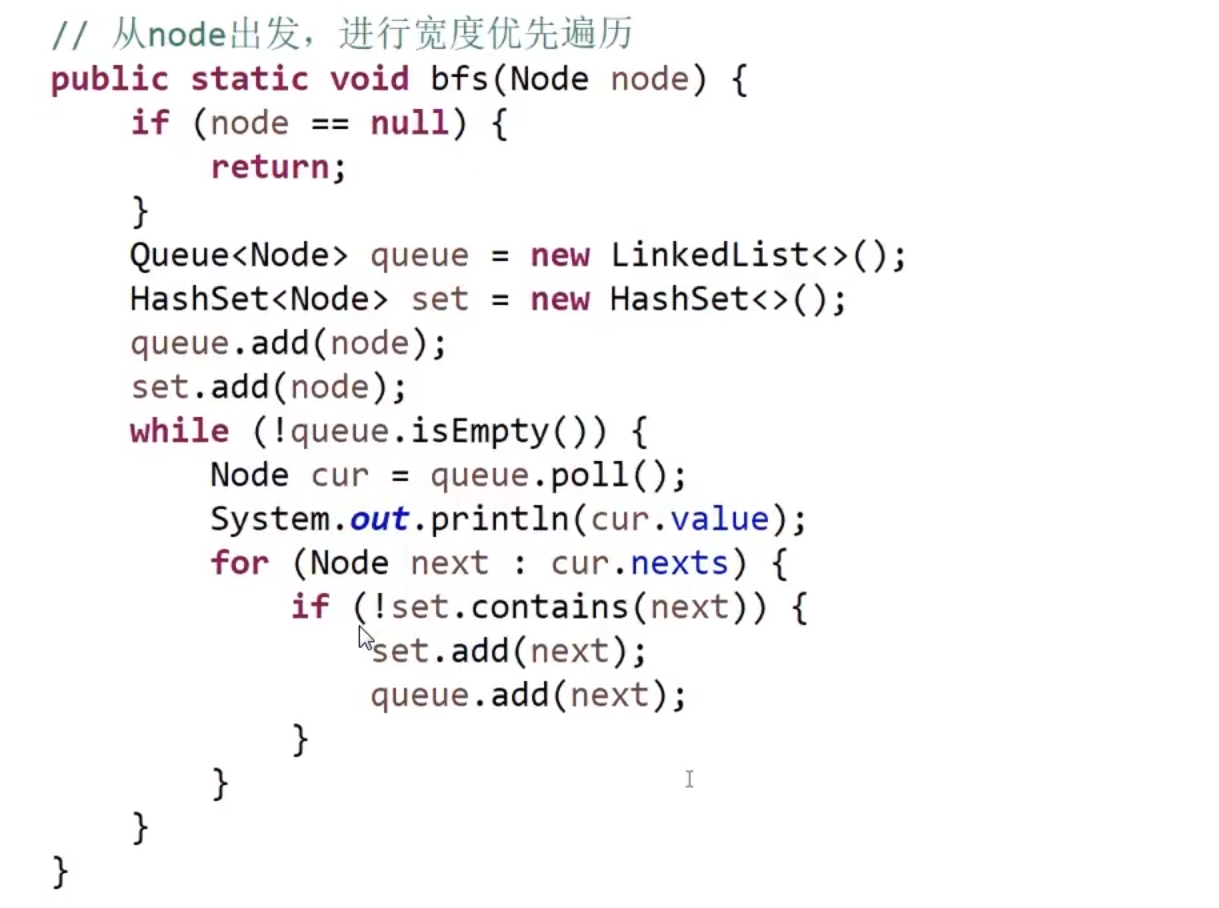 // 从node出发，进行宽度优先遍历
public static void bfs(Node node) {
    if (node == null) {
        return;
    }
    Queue<Node> queue = new LinkedList<>();
    HashSet<Node> set = new HashSet<>();
    queue.add(node);
    set.add(node);
    while (!queue.isEmpty()) {
        Node cur = queue.poll();
        System.out.println(cur.value);
        for (Node next : cur.nexts) {
            if (!set.contains(next)) {
                set.add(next);
                queue.add(next);
            }
        }
    }
}